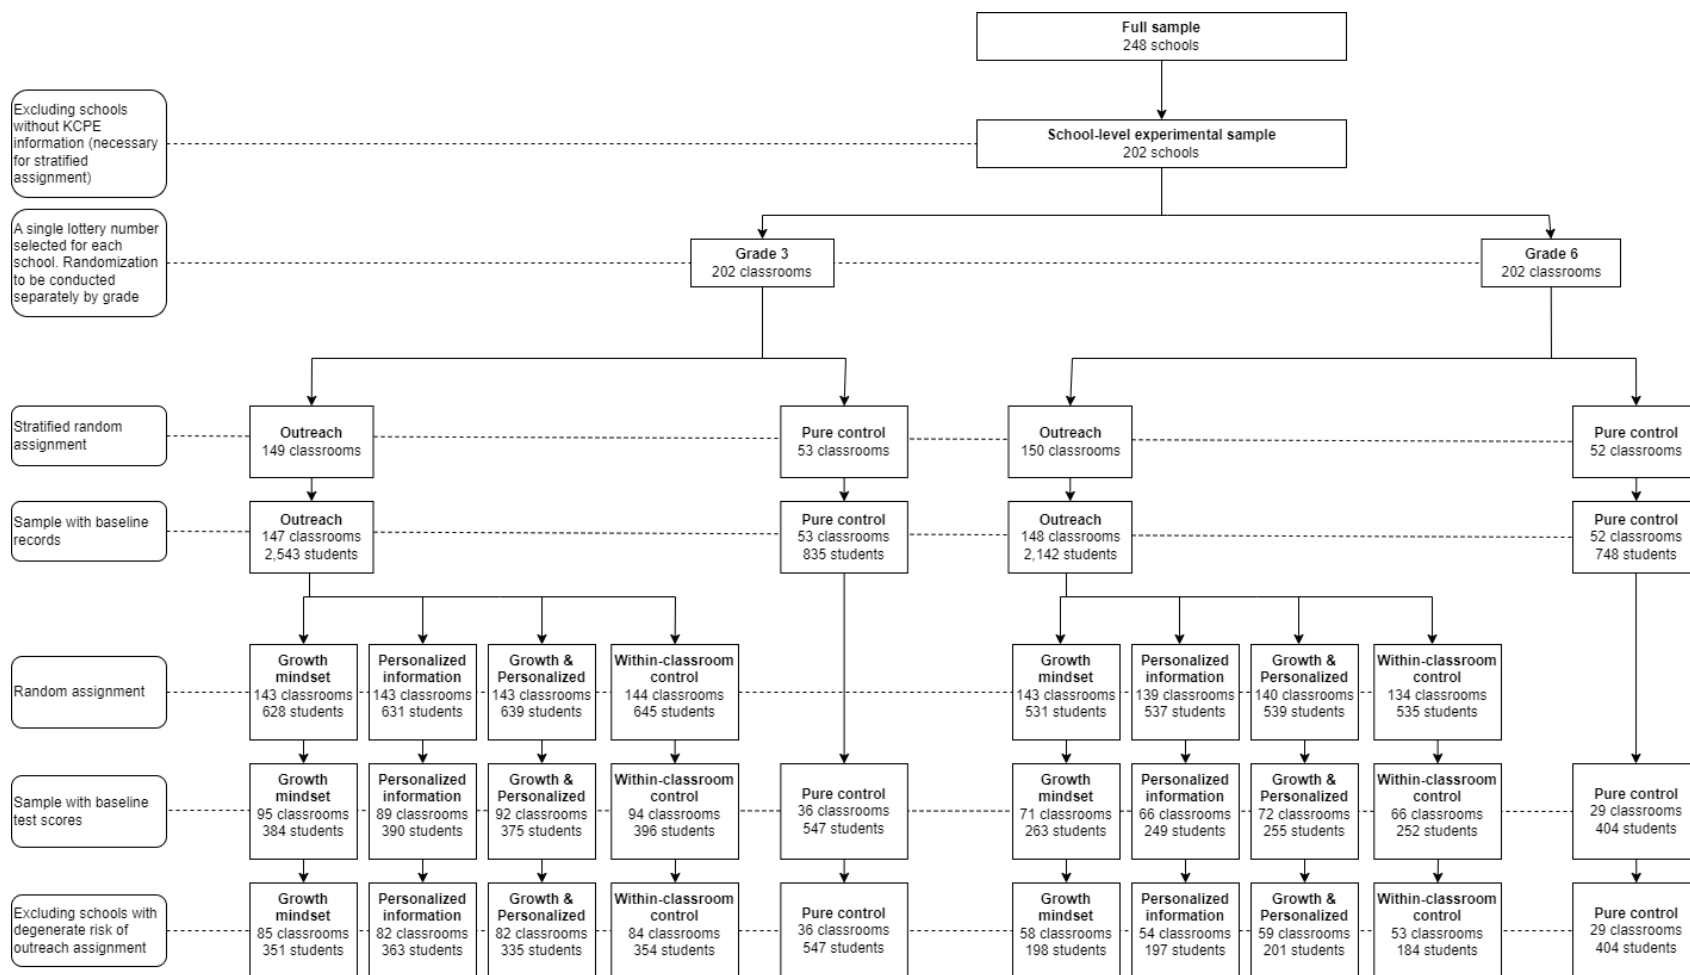 Full sample
248 schools
Excluding schools
without KCPE
information (necessary
for stratified
assignment)
School-level experimental sample
202 schools
A single lottery number
selected for each
school. Randomization
to be conducted
separately by grade
Grade 3
202 classrooms
Grade 6
202 classrooms
Stratified random
assignment
Outreach
149 classrooms
Pure control
53 classrooms
Outreach
150 classrooms
Pure control
52 classrooms
Sample with baseline
records
Outreach
147 classrooms
2,543 students
Pure control
53 classrooms
835 students
Outreach
148 classrooms
2,142 students
Pure control
52 classrooms
748 students
Random assignment
Growth
mindset
143 classrooms
628 students
Personalized
information
143 classrooms
631 students
Growth &
Personalized
143 classrooms
639 students
Within-classroom
control
144 classrooms
645 students
Growth
mindset
143 classrooms
531 students
Personalized
information
139 classrooms
537 students
Growth &
Personalized
140 classrooms
539 students
Within-classroom
control
134 classrooms
535 students
Sample with baseline
test scores
Growth
mindset
95 classrooms
384 students
Personalized
information
89 classrooms
390 students
Growth &
Personalized
92 classrooms
375 students
Within-classroom
control
94 classrooms
396 students
Pure control
36 classrooms
547 students
Growth
mindset
71 classrooms
263 students
Personalized
information
66 classrooms
249 students
Growth &
Personalized
72 classrooms
255 students
Within-classroom
control
66 classrooms
252 students
Pure control
29 classrooms
404 students
Excluding schools with
degenerate risk of
outreach assignment
Growth
mindset
85 classrooms
351 students
Personalized
information
82 classrooms
363 students
Growth &
Personalized
82 classrooms
335 students
Within-classroom
control
84 classrooms
354 students
Pure control
36 classrooms
547 students
Growth
mindset
58 classrooms
198 students
Personalized
information
54 classrooms
197 students
Growth &
Personalized
59 classrooms
201 students
Within-classroom
control
53 classrooms
184 students
Pure control
29 classrooms
404 students